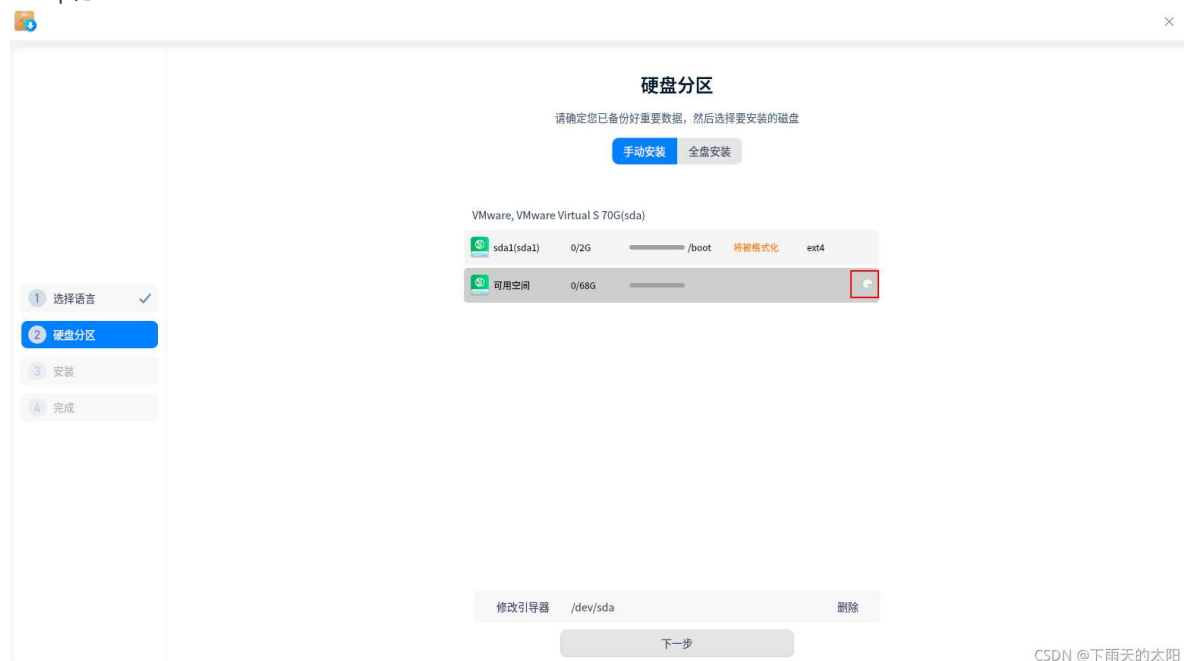 硬盘分区
请确定您已备份好重要数据，然后选择要安装的磁盘
手动安装 全盘安装
VMware, VMware Virtual S 70G(sda)
sda1(sda1) 0/2G /boot 将被格式化 ext4
可用空间 0/68G
1 选择语言
2 硬盘分区
3 安装
4 完成
修改引导器 /dev/sda 删除
下一步
CSDN @下雨天的太阳